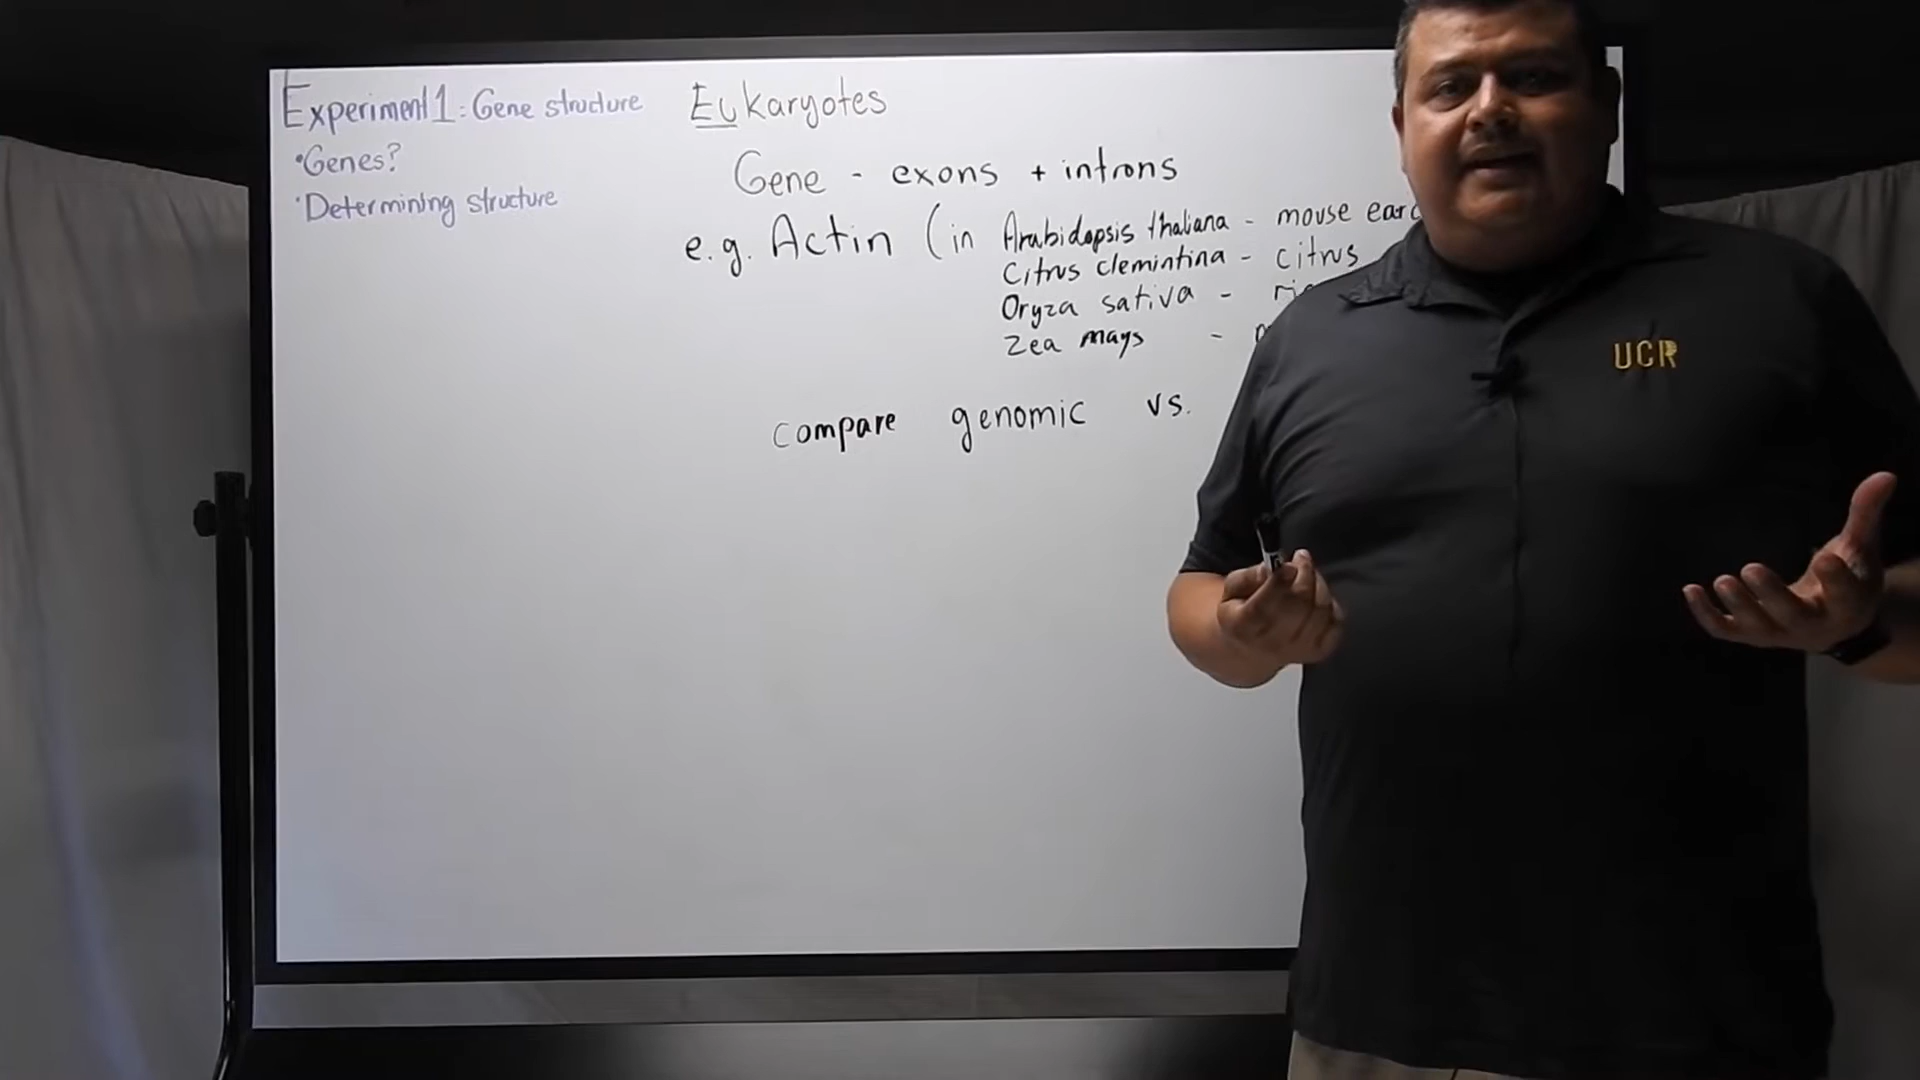 Experiment 1: Gene structure
• Genes?
• Determining structure
Eukaryotes
Gene - exons + introns
e.g. Actin (in Arabidopsis thaliana - mouse ear
Citrus clemintina - citrus
Oryza sativa -
Zea mays -
compare genomic vs.
UCR